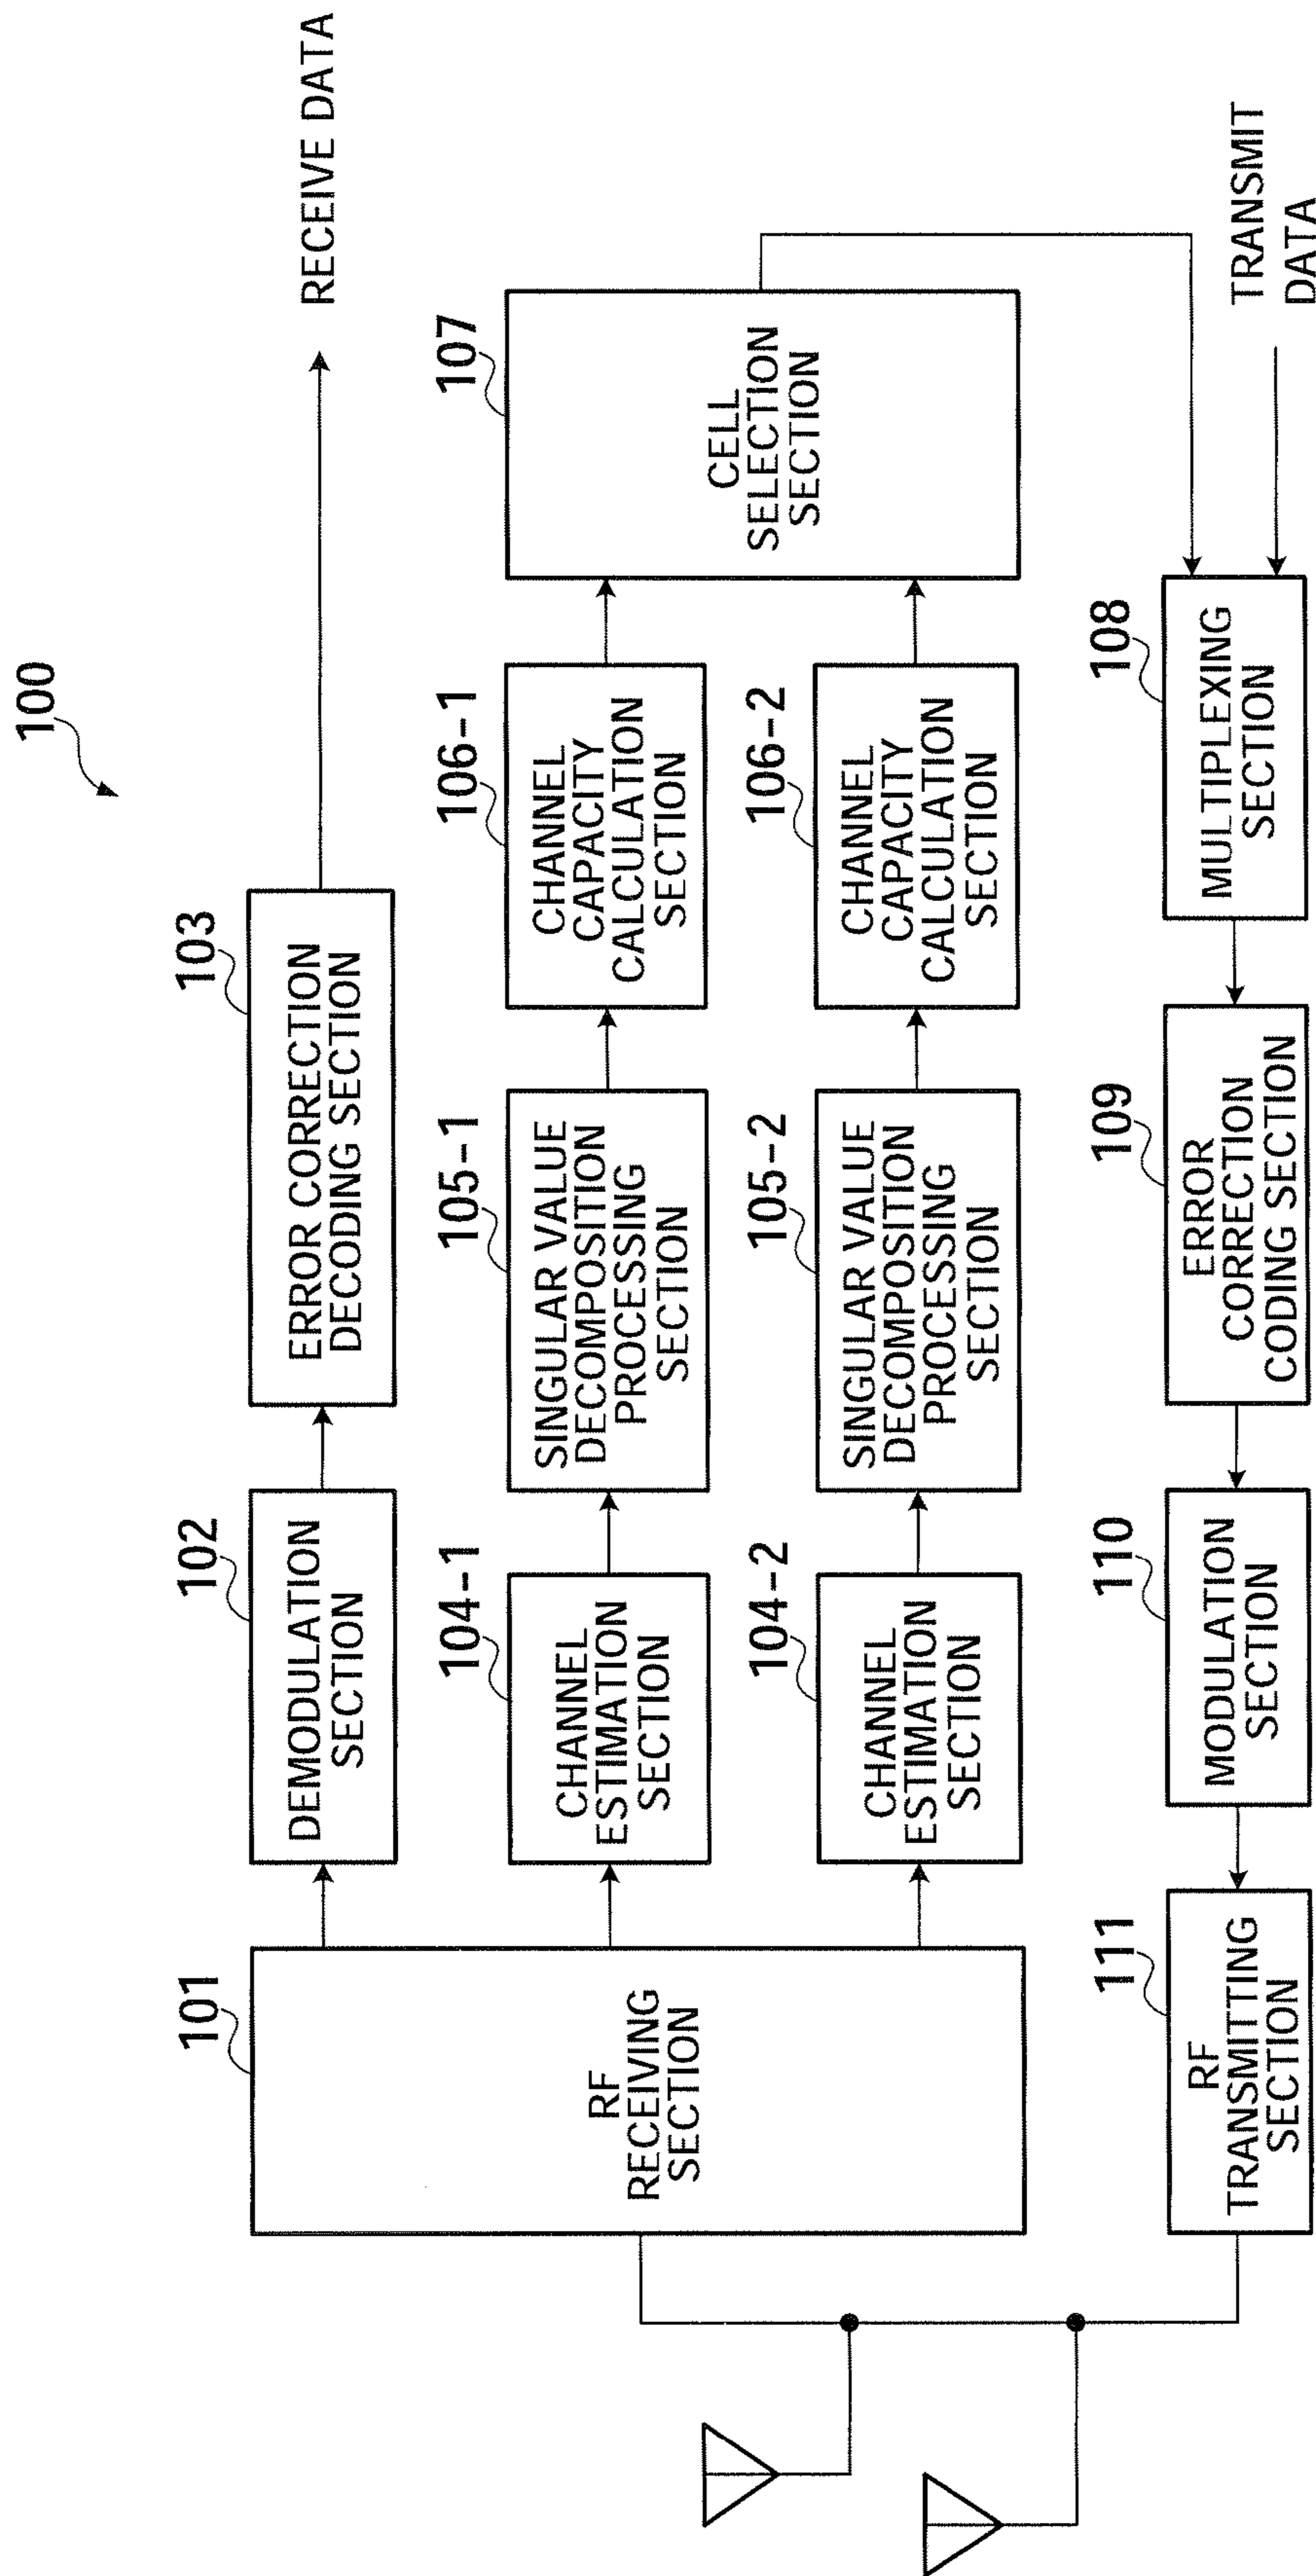 100
101
RF
RECEIVING
SECTION
102
DEMODULATION
SECTION
103
ERROR CORRECTION
DECODING SECTION
RECEIVE DATA
104-1
CHANNEL
ESTIMATION
SECTION
105-1
SINGULAR VALUE
DECOMPOSITION
PROCESSING
SECTION
106-1
CHANNEL
CAPACITY
CALCULATION
SECTION
107
CELL
SELECTION
SECTION
104-2
CHANNEL
ESTIMATION
SECTION
105-2
SINGULAR VALUE
DECOMPOSITION
PROCESSING
SECTION
106-2
CHANNEL
CAPACITY
CALCULATION
SECTION
111
RF
TRANSMITTING
SECTION
110
MODULATION
SECTION
109
ERROR
CORRECTION
CODING SECTION
108
MULTIPLEXING
SECTION
TRANSMIT
DATA